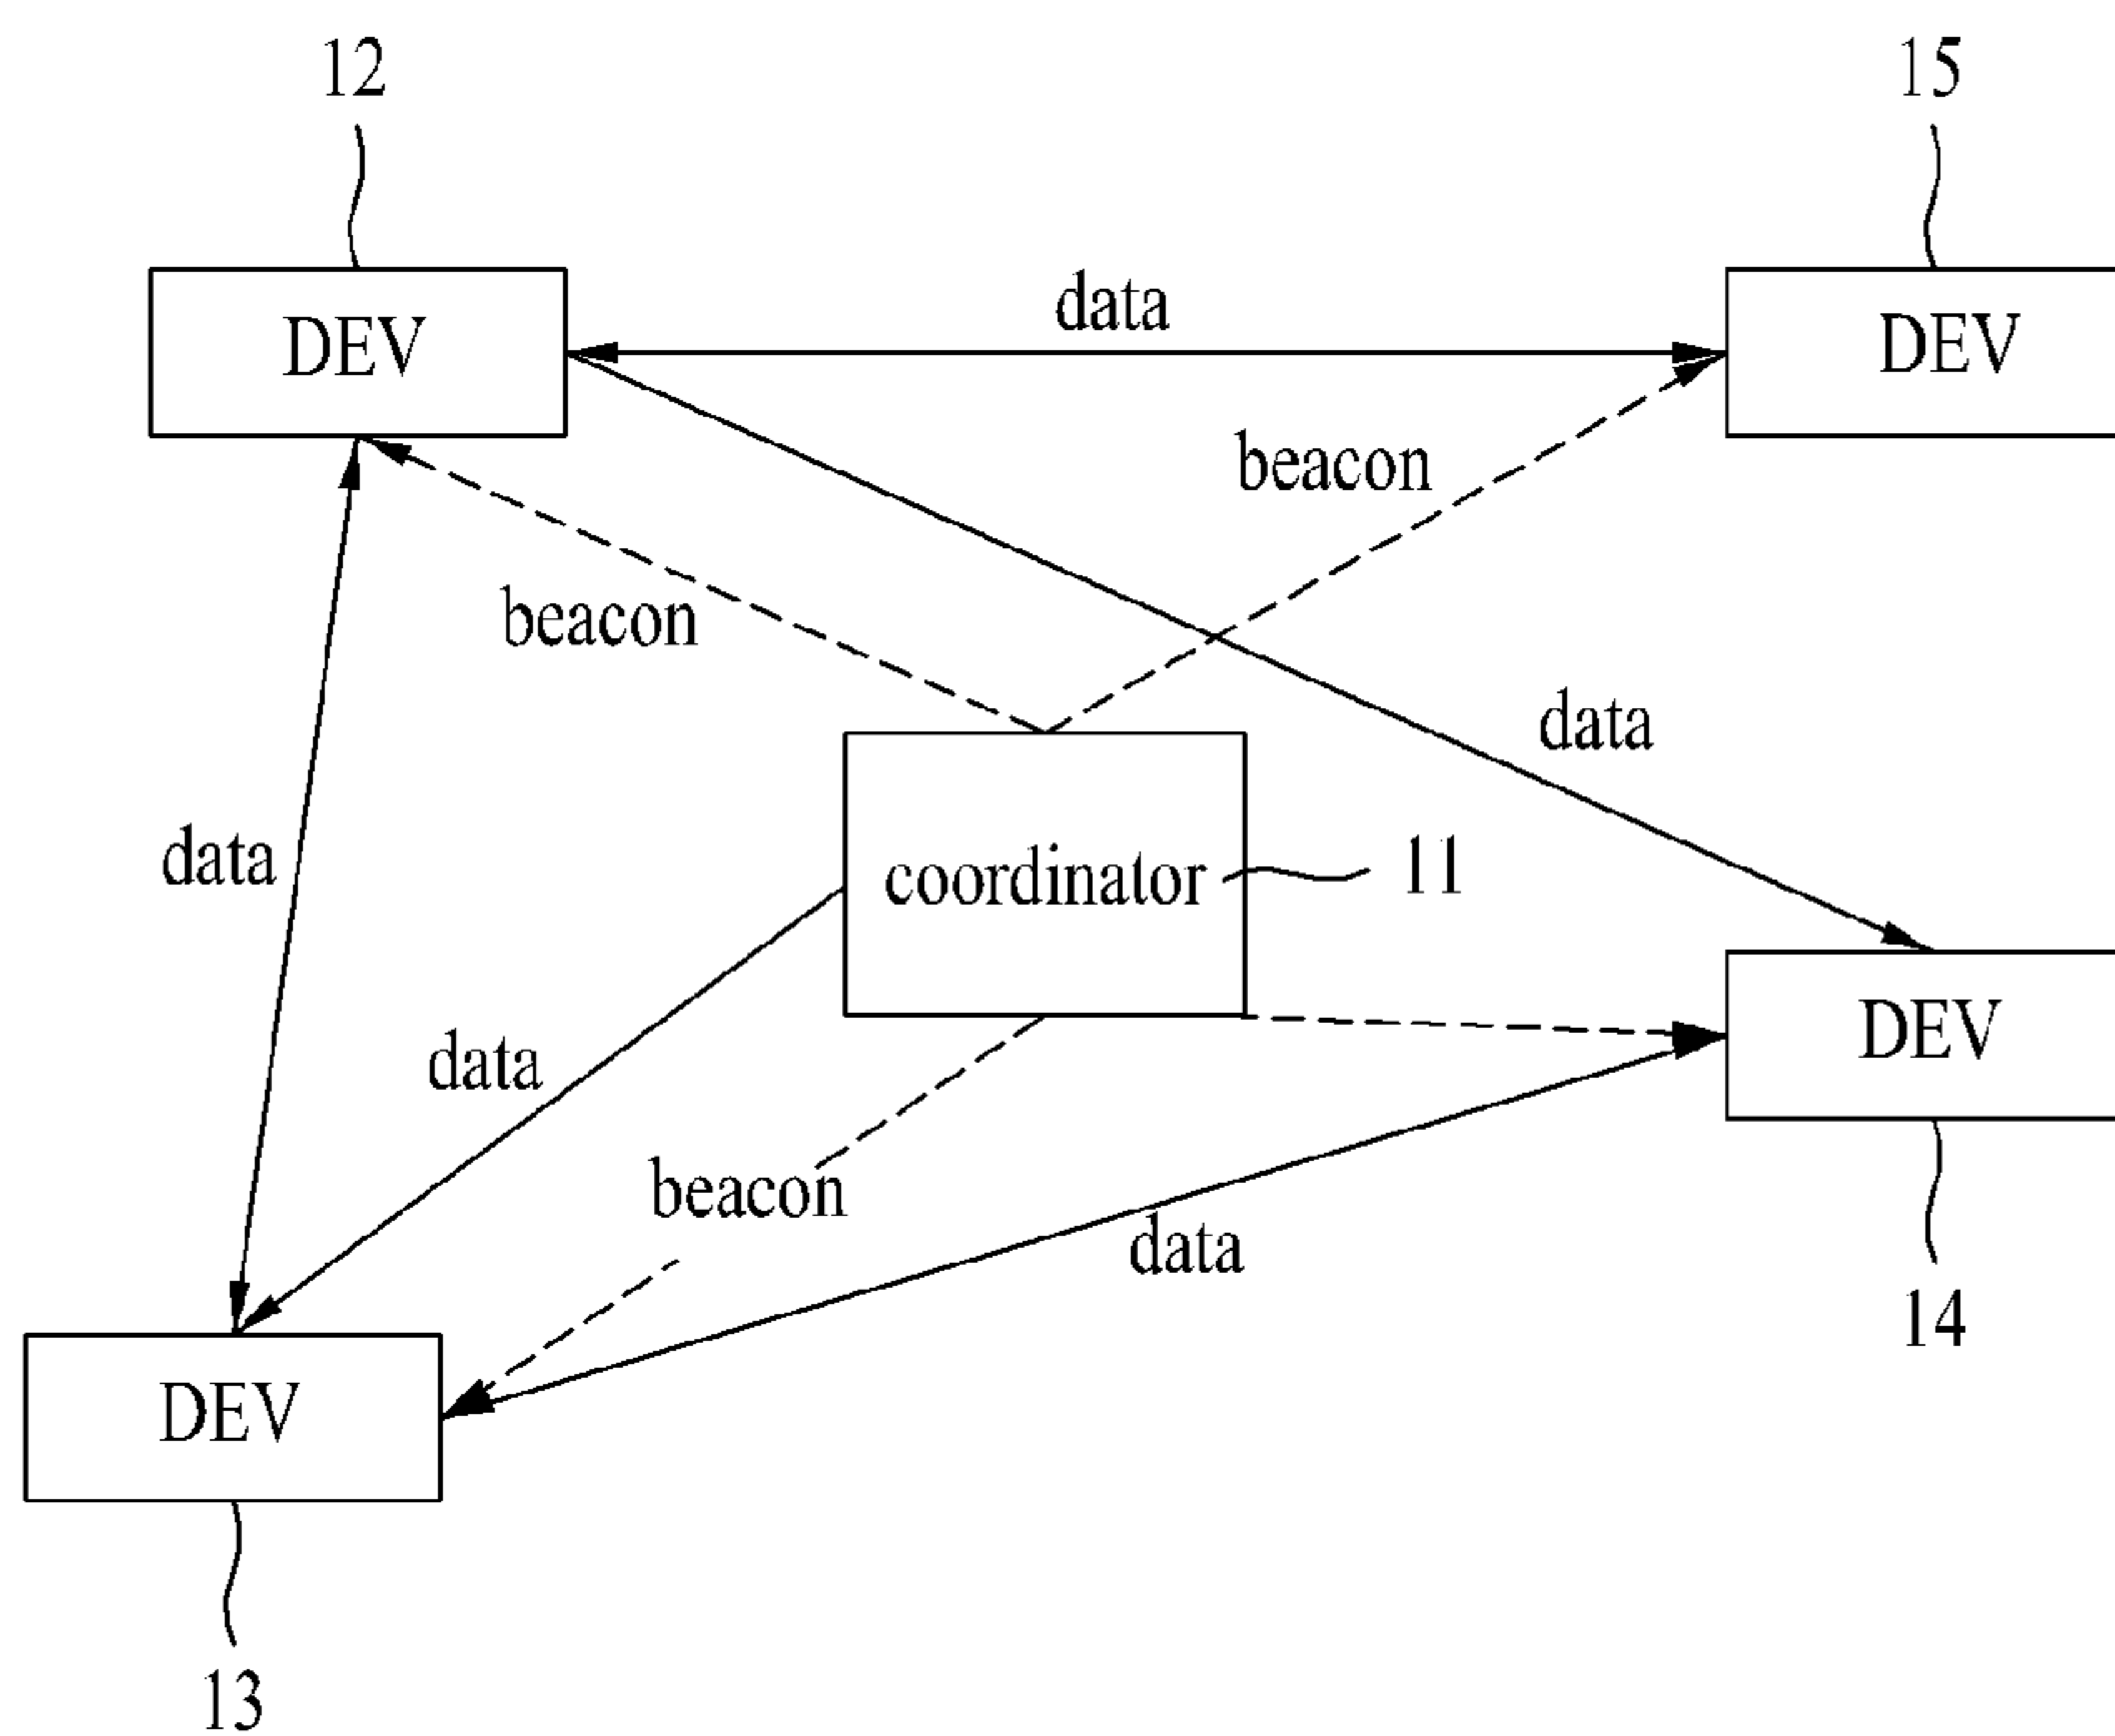 12
15
DEV
data
DEV
beacon
beacon
data
data
coordinator
11
DEV
data
beacon
data
14
DEV
13